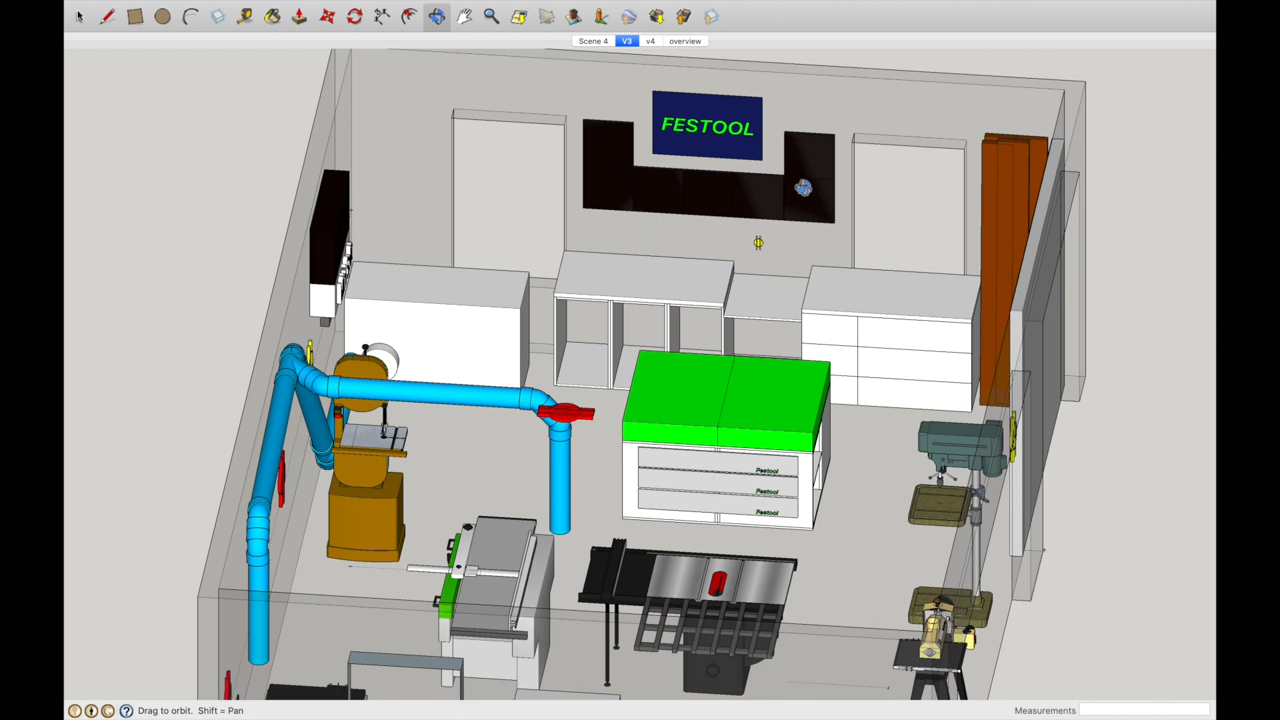 Scene 4 V3 v4 overview
FESTOOL
Festool
Festool
Festool
Drag to orbit. Shift = Pan
Measurements